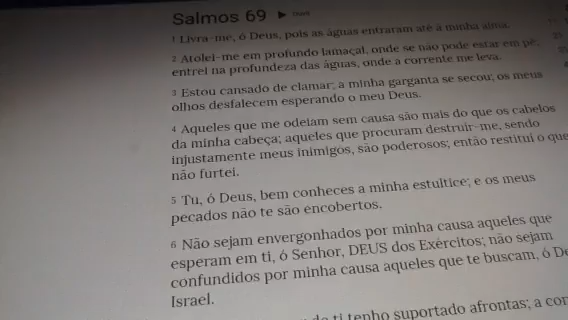 Salmos 69
1 Livra-me, ó Deus, pois as águas entraram até à minha alma.
2 Atolei-me em profundo lamaçal, onde se não pode estar em pé;
entrei na profundeza das águas, onde a corrente me leva.
3 Estou cansado de clamar; a minha garganta se secou; os meus
olhos desfalecem esperando o meu Deus.
4 Aqueles que me odeiam sem causa são mais do que os cabelos
da minha cabeça; aqueles que procuram destruir-me, sendo
injustamente meus inimigos, são poderosos; então restituí o que
não furtei.
5 Tu, ó Deus, bem conheces a minha estultice; e os meus
pecados não te são encobertos.
6 Não sejam envergonhados por minha causa aqueles que
esperam em ti, ó Senhor, DEUS dos Exércitos; não sejam
confundidos por minha causa aqueles que te buscam, ó De
Israel.
ti tenho suportado afrontas; a con